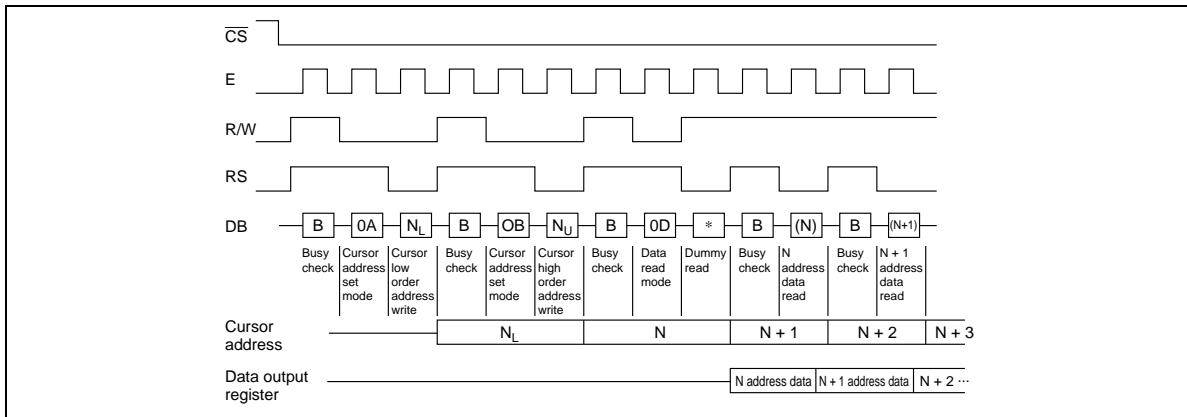 CS
E
R/W
RS
DB B 0A NL B OB NU B 0D * B (N) B (N+1)
Busy check
Cursor address set mode
Cursor low order address write
Busy check
Cursor address set mode
Cursor high order address write
Busy check
Data read mode
Dummy read
Busy check
N address data read
Busy check
N + 1 address data read
Cursor address NL N N + 1 N + 2 N + 3
Data output register N address data N + 1 address data N + 2 ···